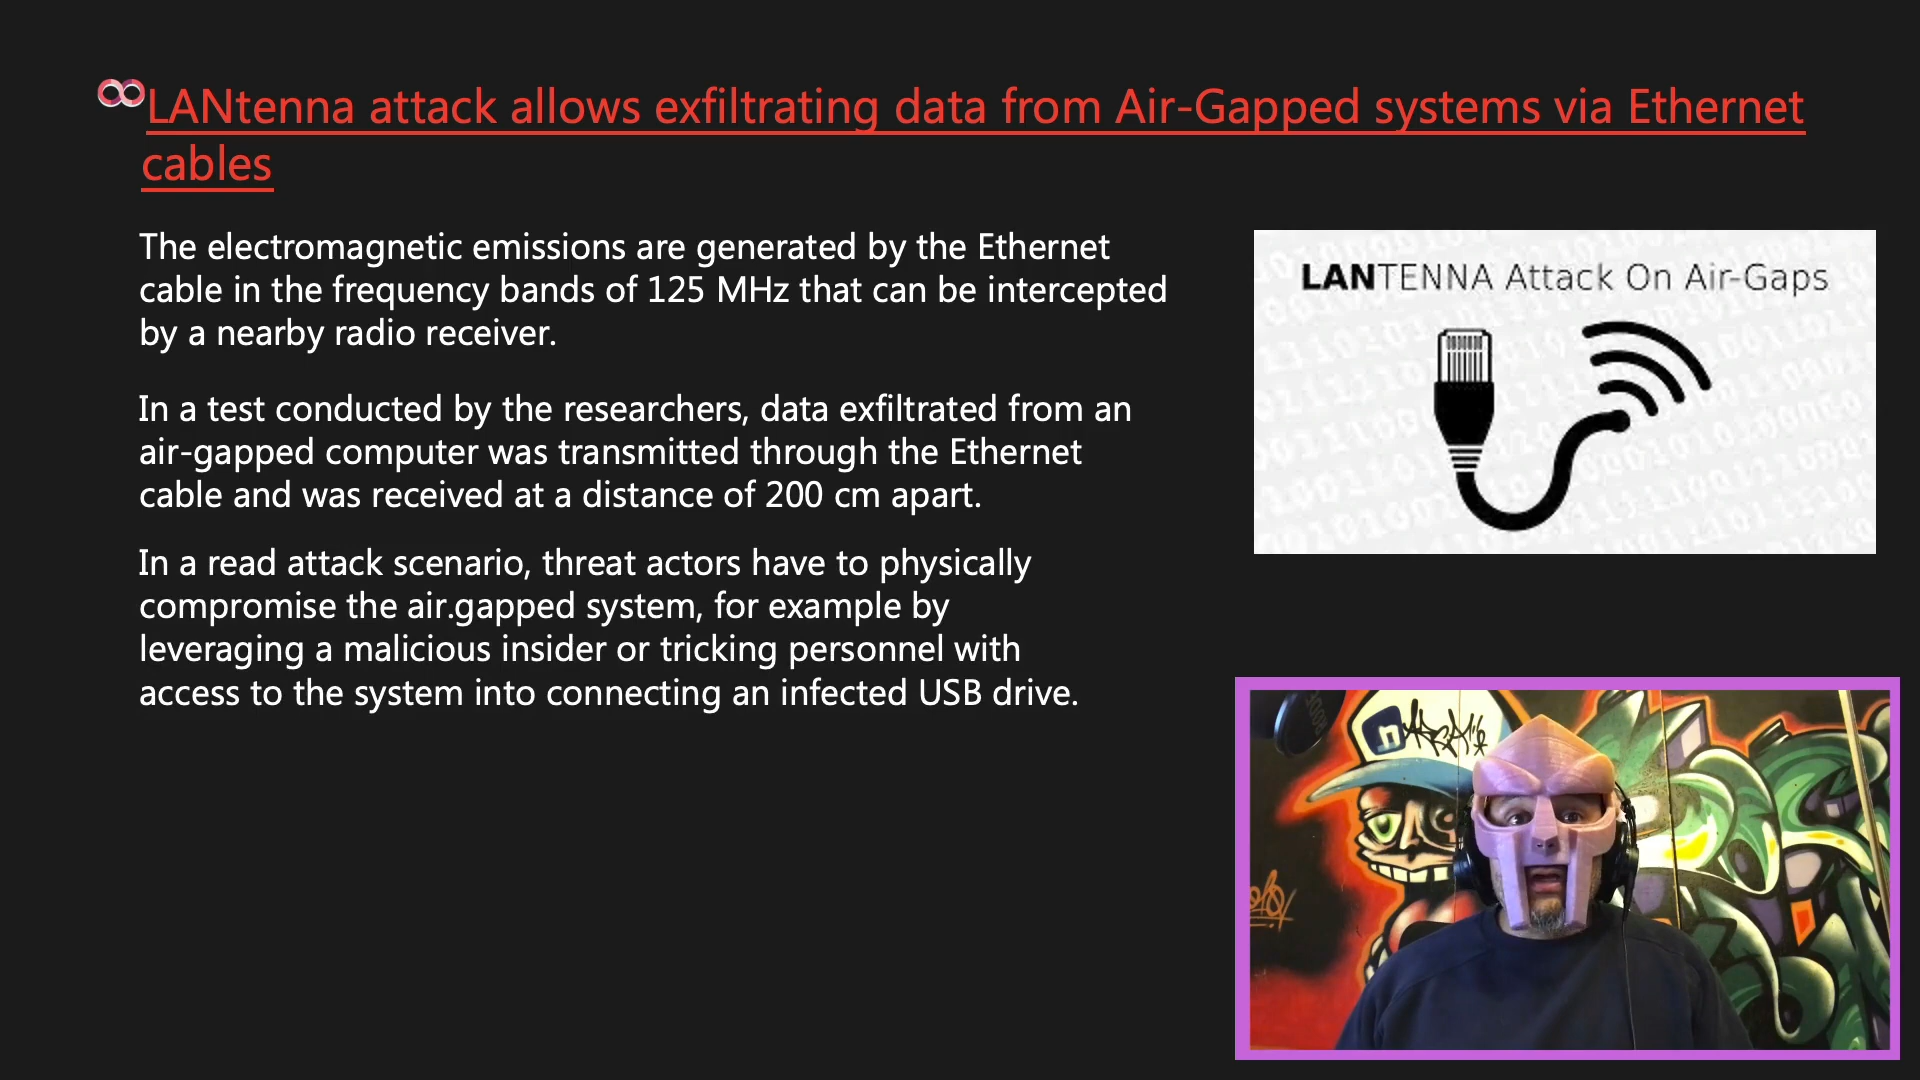 LANtenna attack allows exfiltrating data from Air-Gapped systems via Ethernet
cables
The electromagnetic emissions are generated by the Ethernet
cable in the frequency bands of 125 MHz that can be intercepted
by a nearby radio receiver.
In a test conducted by the researchers, data exfiltrated from an
air-gapped computer was transmitted through the Ethernet
cable and was received at a distance of 200 cm apart.
In a read attack scenario, threat actors have to physically
compromise the air.gapped system, for example by
leveraging a malicious insider or tricking personnel with
access to the system into connecting an infected USB drive.
LANTENNA Attack On Air-Gaps